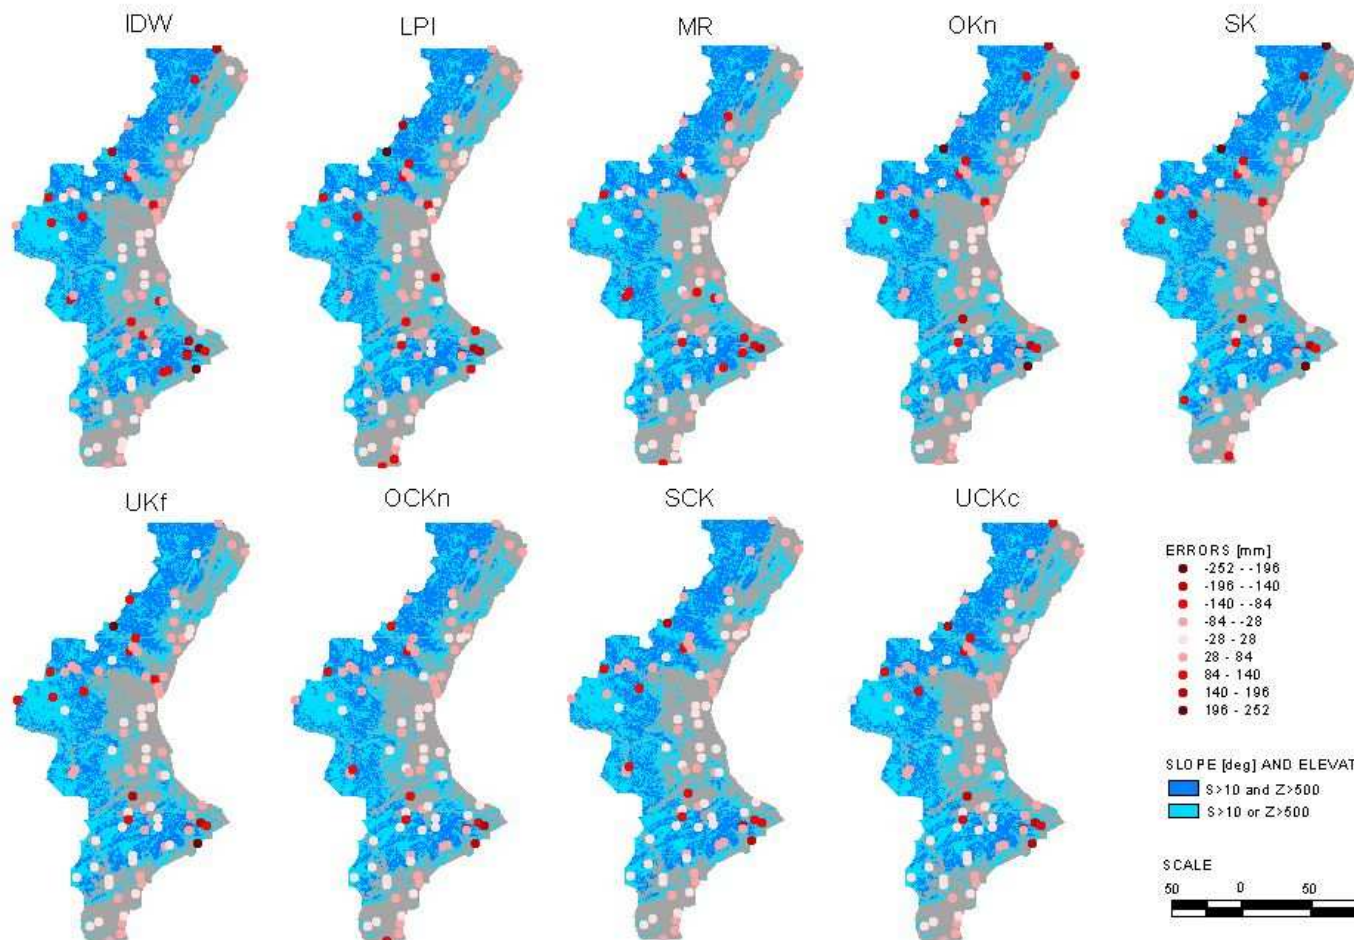 IDW LPI MR OKn SK
UKf OCKn SCK UCKc
ERRORS [mm]
-252 - -196
-196 - -140
-140 - -84
-84 - -28
-28 - 28
28 - 84
84 - 140
140 - 196
196 - 252
SLOPE [deg] AND ELEVAT
S>10 and Z>500
S>10 or Z>500
SCALE
50 0 50